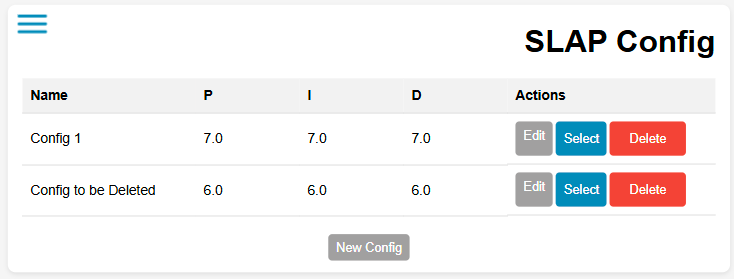 SLAP Config
Name P I D Actions
Config 1 7.0 7.0 7.0 Edit Select Delete
Config to be Deleted 6.0 6.0 6.0 Edit Select Delete
New Config